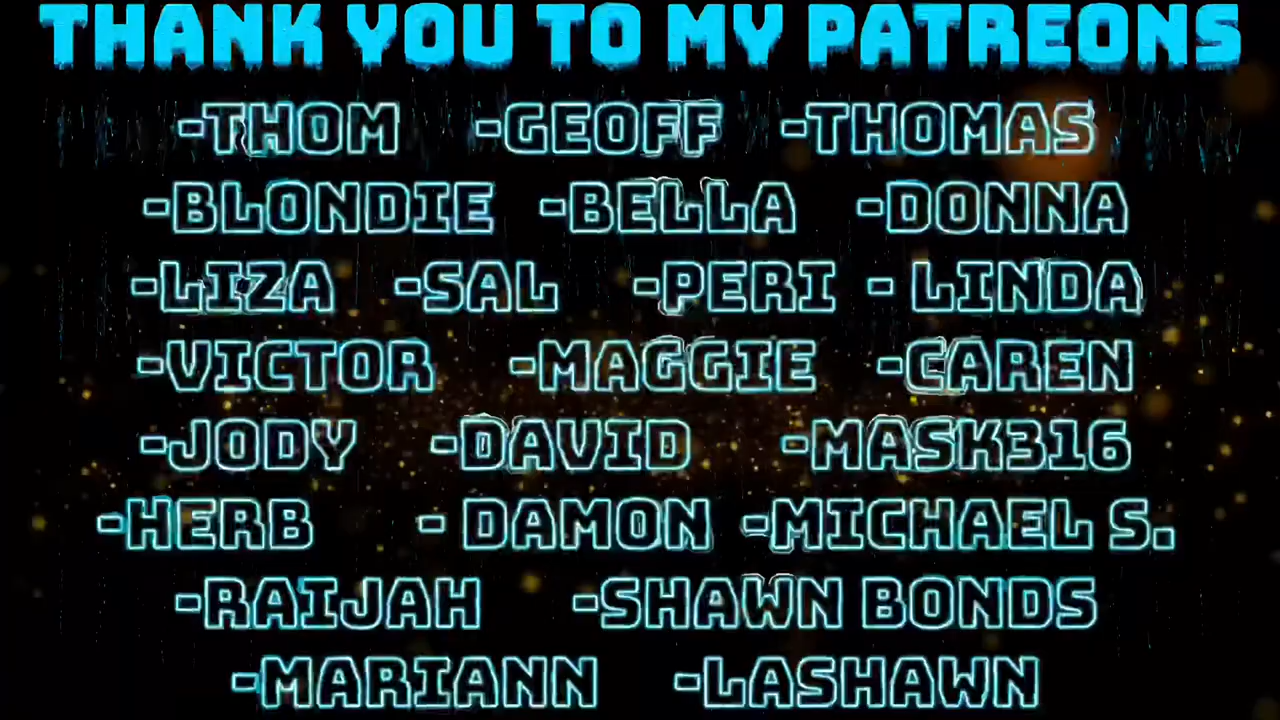 THANK YOU TO MY PATREONS
-THOM -GEOFF -THOMAS
-BLONDIE -BELLA -DONNA
-LIZA -SAL -PERI - LINDA
-VICTOR -MAGGIE -CAREN
-JODY -DAVID -MASK316
-HERB - DAMON -MICHAEL S.
-RAIJAH -SHAWN BONDS
-MARIANN -LASHAWN